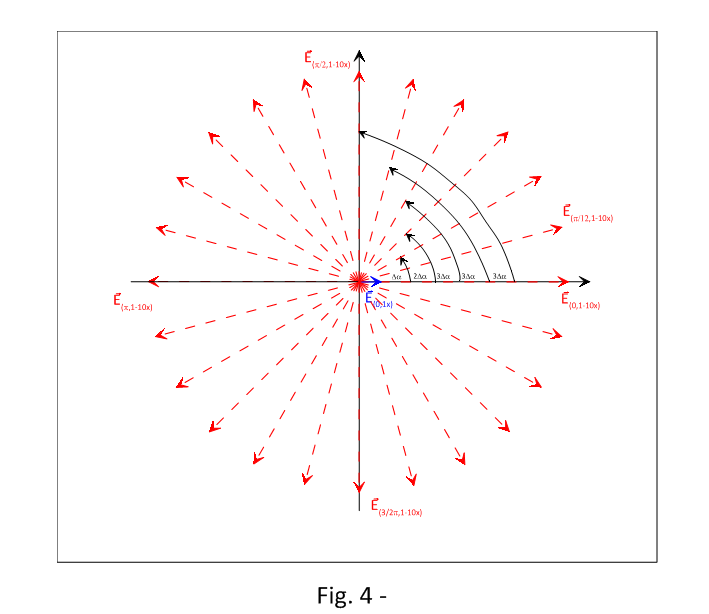 E⃗(π/2,1-10x)
E⃗(π/12,1-10x)
Δα 2Δα 3Δα 3Δα 3Δα
E⃗(π,1-10x) E⃗(0,1x) E⃗(0,1-10x)
E⃗(3/2π,1-10x)
Fig. 4 -